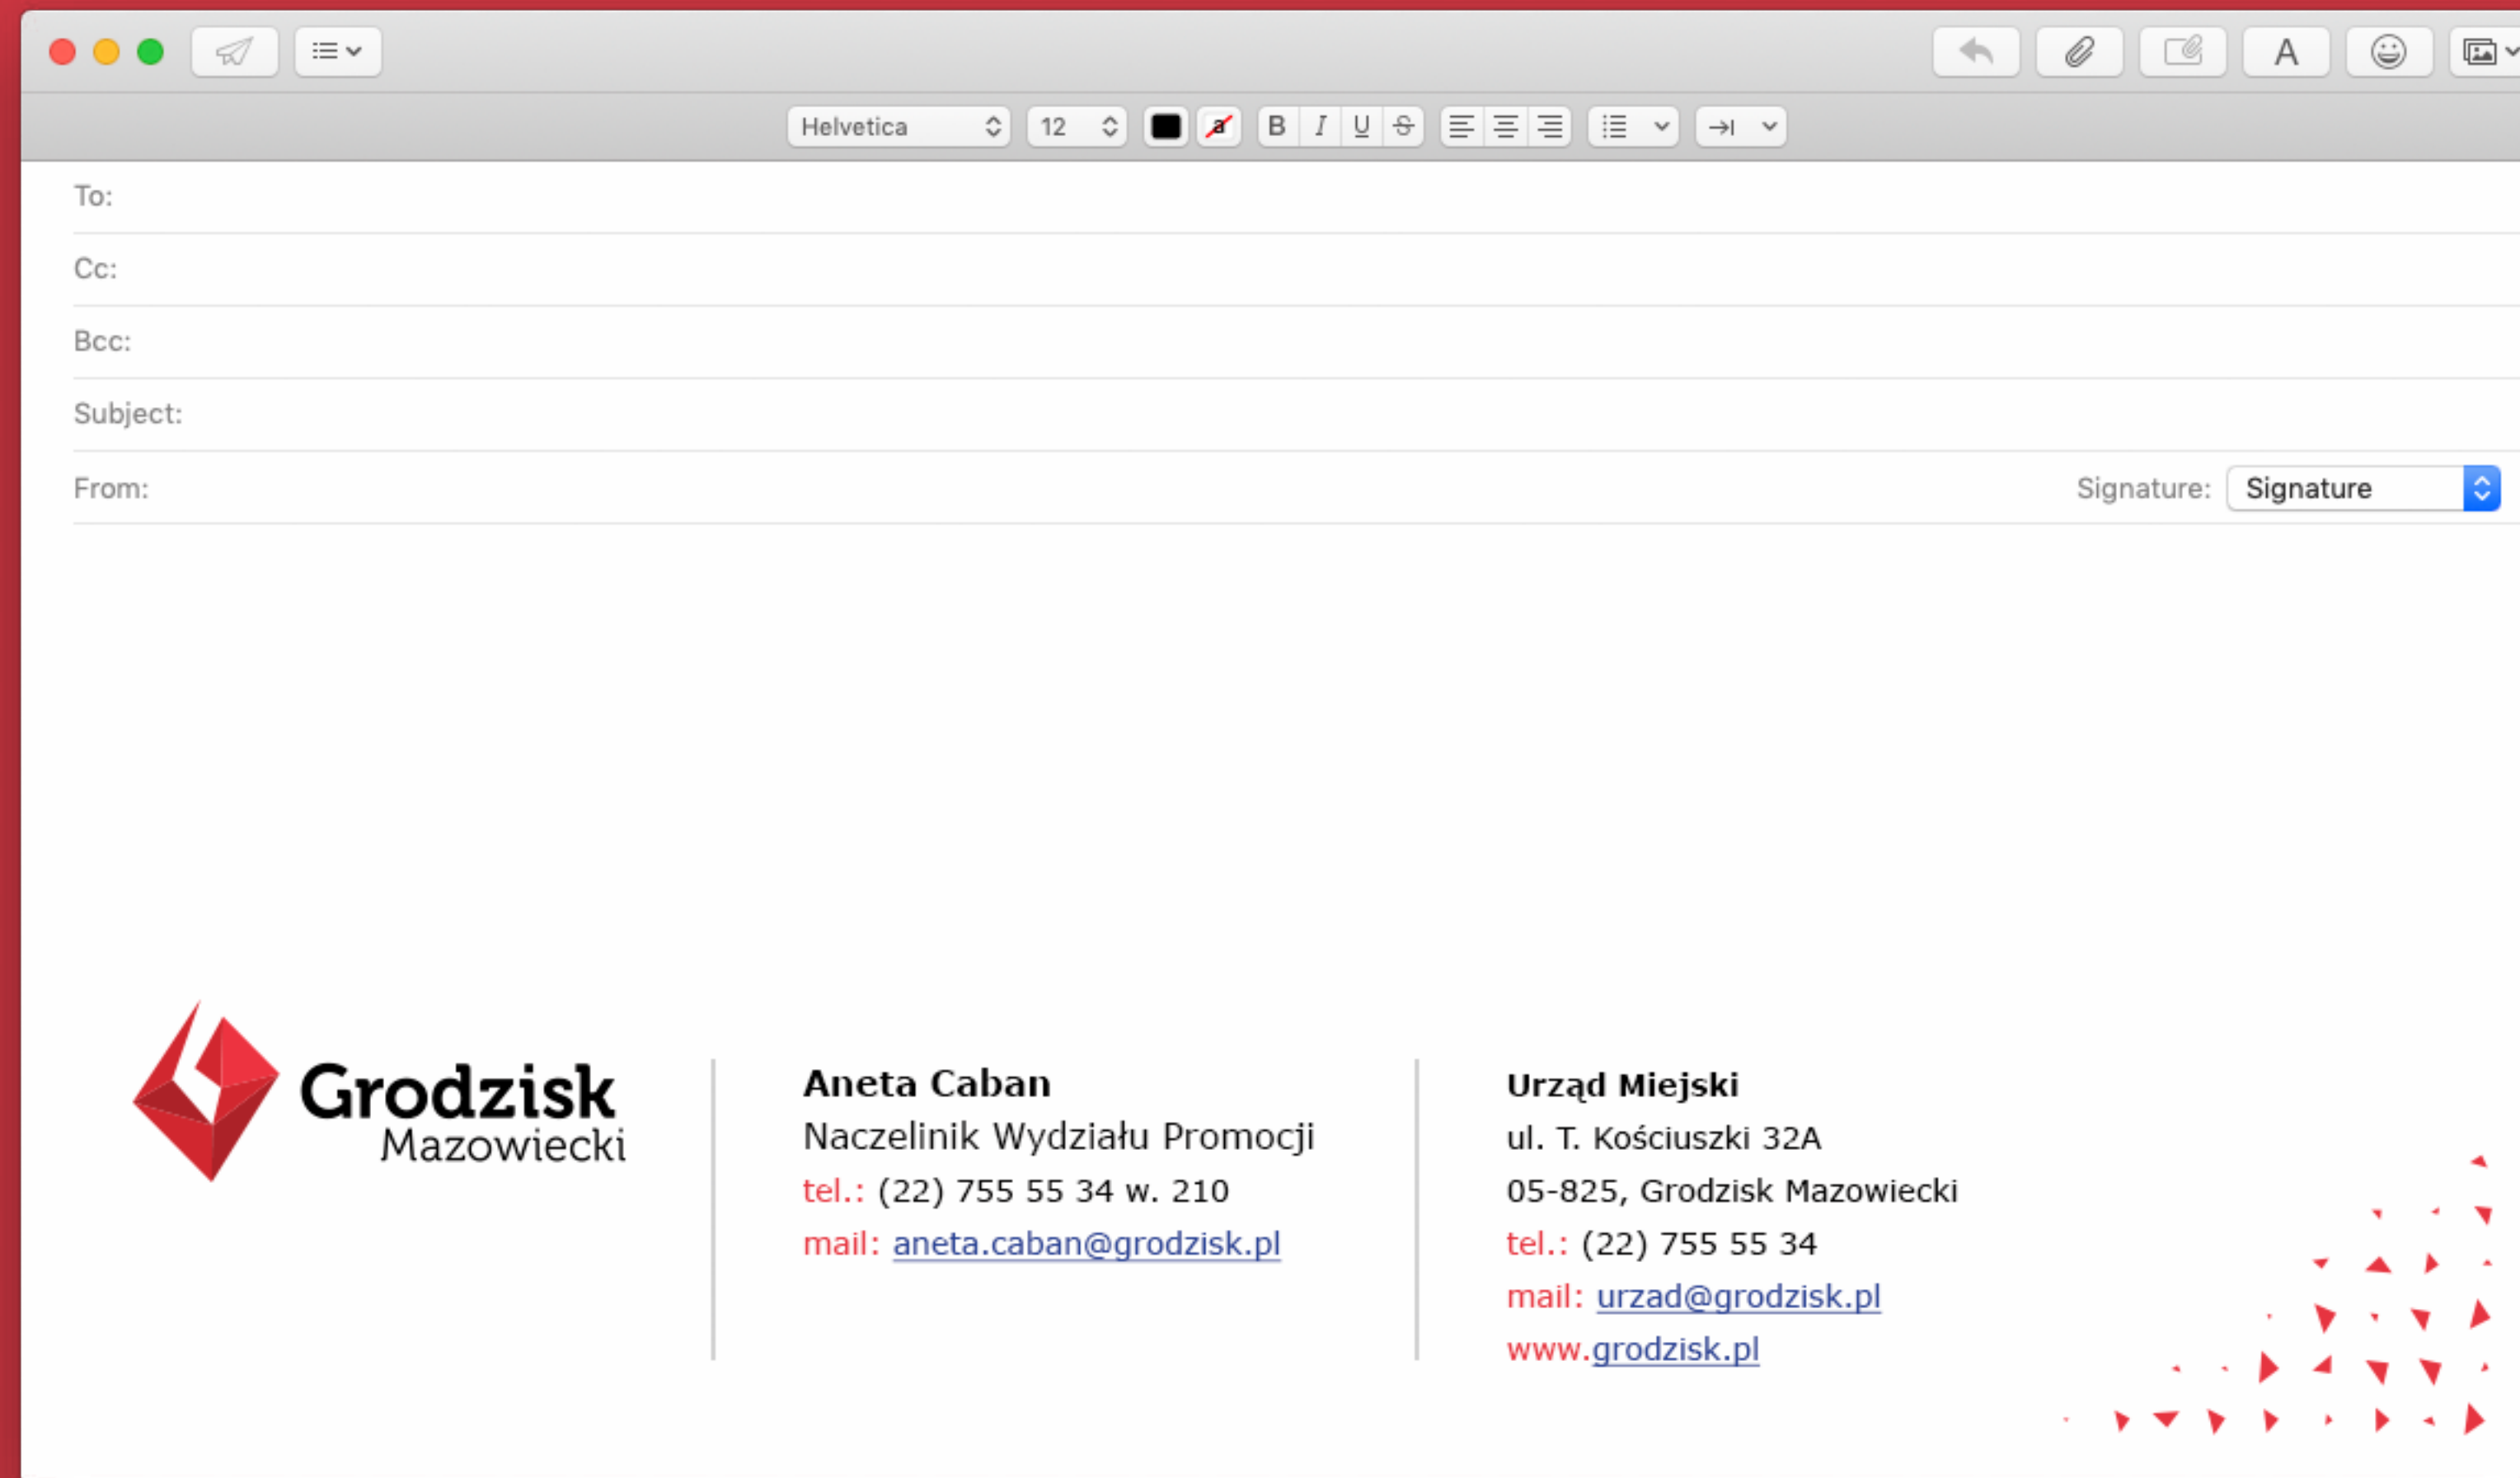 Helvetica
12
a
B I U S
A
To:
Cc:
Bcc:
Subject:
From:
Signature: Signature
Grodzisk
Mazowiecki
Aneta Caban
Naczelinik Wydziału Promocji
tel.: (22) 755 55 34 w. 210
mail: aneta.caban@grodzisk.pl
Urząd Miejski
ul. T. Kościuszki 32A
05-825, Grodzisk Mazowiecki
tel.: (22) 755 55 34
mail: urzad@grodzisk.pl
www.grodzisk.pl